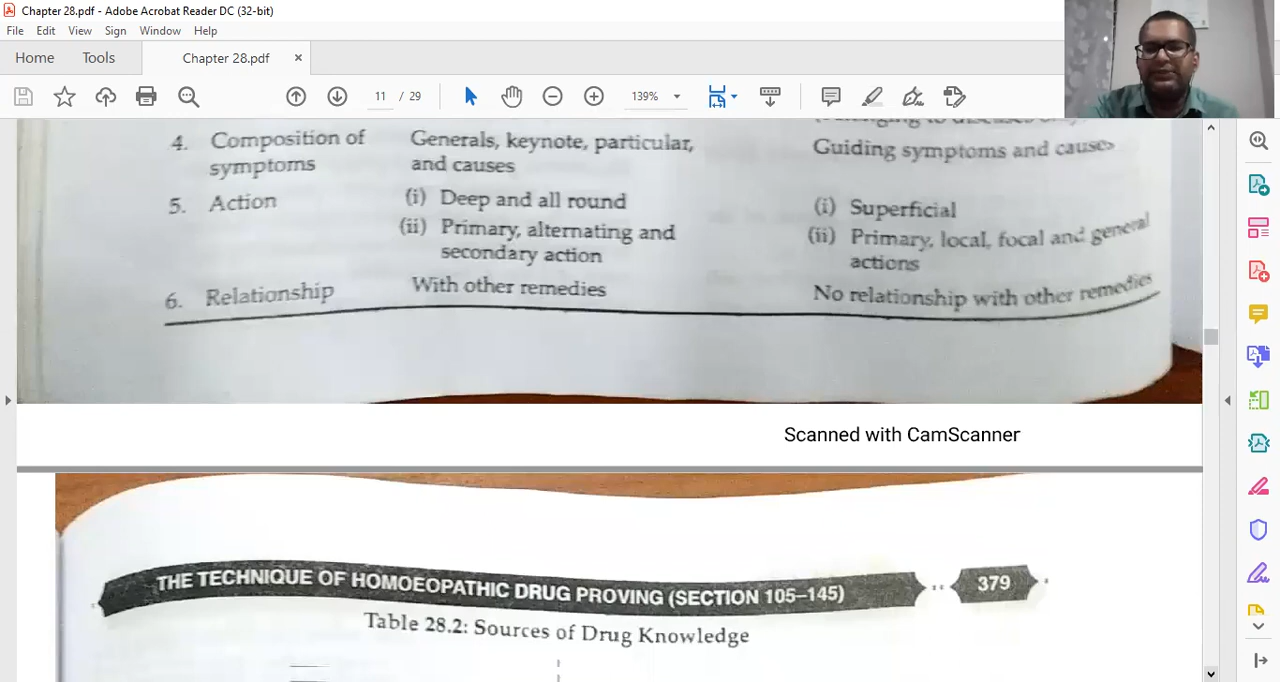 Chapter 28.pdf - Adobe Acrobat Reader DC (32-bit)
File Edit View Sign Window Help
Home Tools Chapter 28.pdf ×
11 / 29 139%
4. Composition of symptoms Generals, keynote, particular, and causes Guiding symptoms and causes
5. Action (i) Deep and all round (i) Superficial
(ii) Primary, alternating and secondary action (ii) Primary, local, focal and general actions
6. Relationship With other remedies No relationship with other remedies
Scanned with CamScanner
THE TECHNIQUE OF HOMOEOPATHIC DRUG PROVING (SECTION 105–145) 379
Table 28.2: Sources of Drug Knowledge